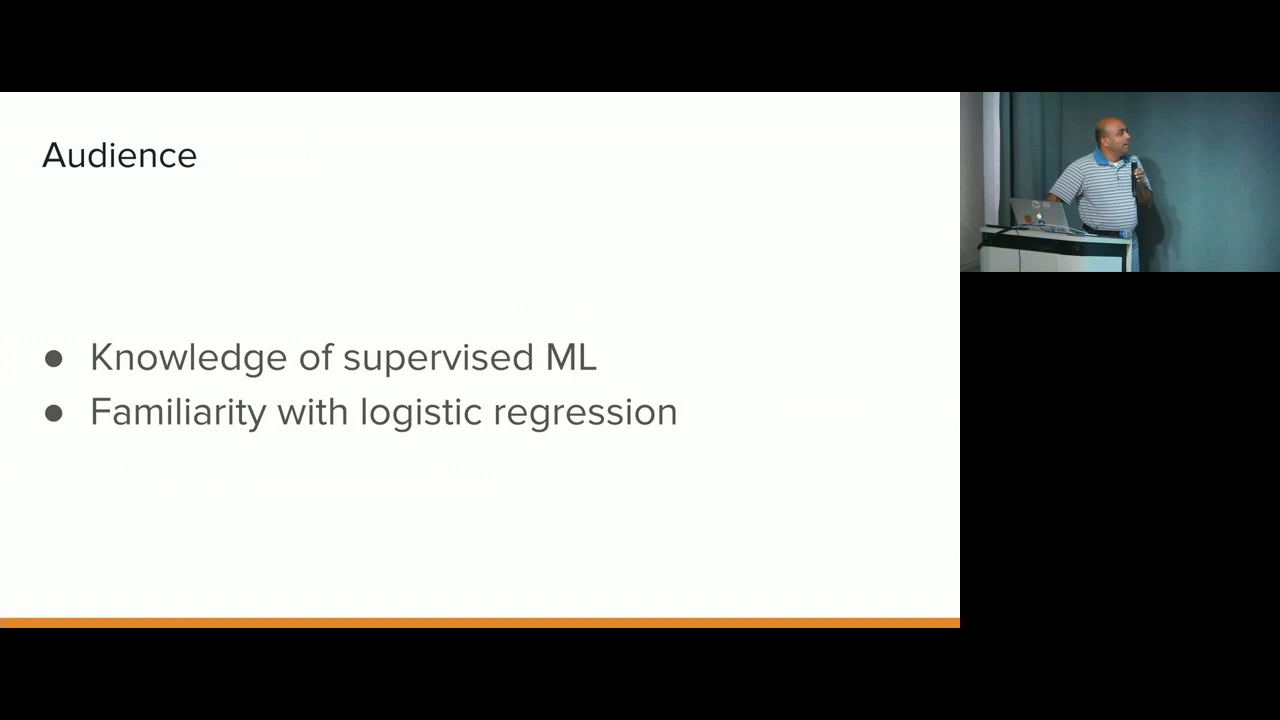 Audience
● Knowledge of supervised ML
● Familiarity with logistic regression